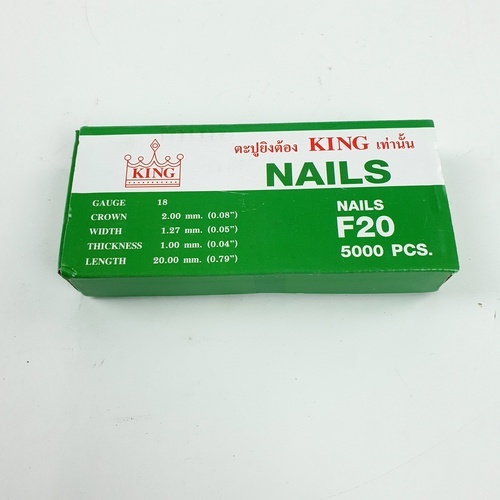 KING
ตะปูยิงต้อง KING เท่านั้น
NAILS
GAUGE 18
CROWN 2.00 mm. (0.08")
WIDTH 1.27 mm. (0.05")
THICKNESS 1.00 mm. (0.04")
LENGTH 20.00 mm. (0.79")
NAILS
F20
5000 PCS.